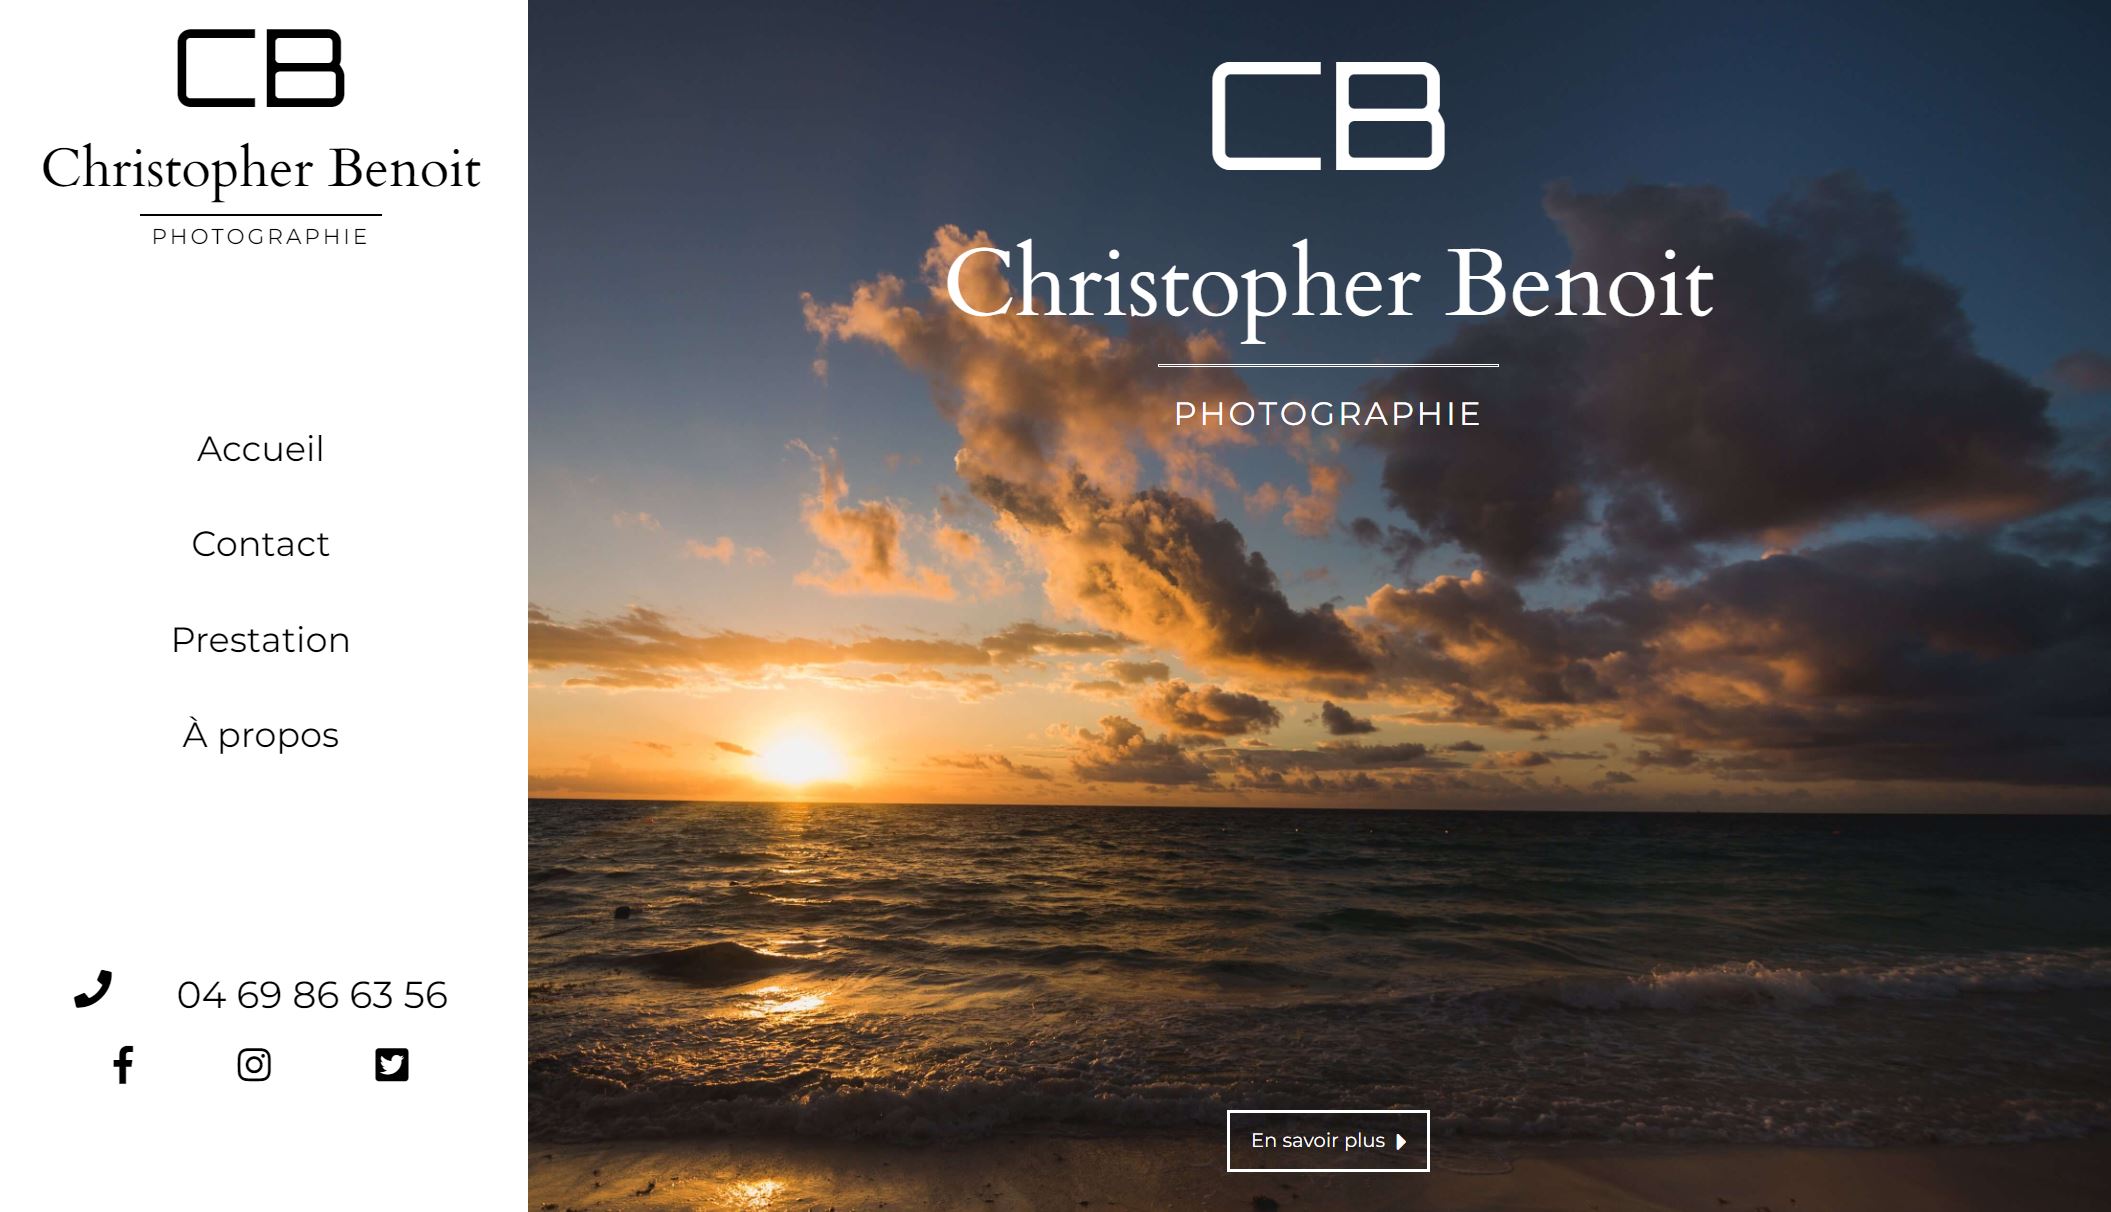 CB
Christopher Benoit
PHOTOGRAPHIE
Accueil
Contact
Prestation
À propos
04 69 86 63 56
CB
Christopher Benoit
PHOTOGRAPHIE
En savoir plus